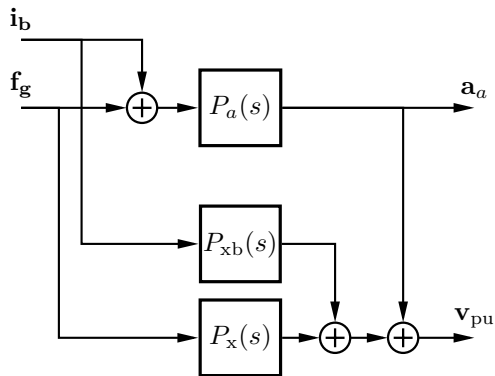 i_b
f_g
P_a(s)
a_a
P_xb(s)
P_x(s)
v_pu